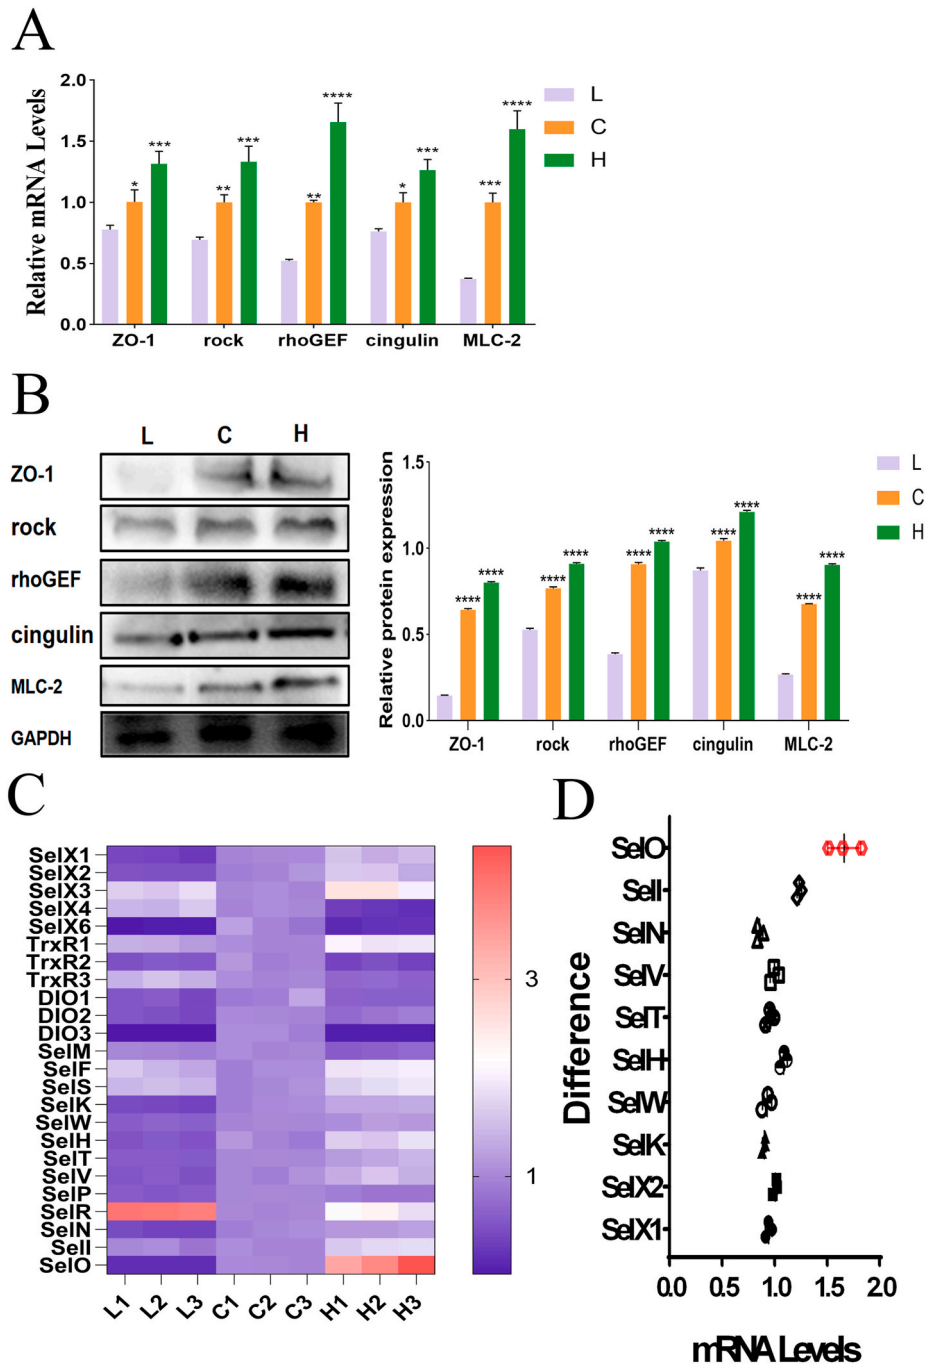 A
Relative mRNA Levels
2.0
1.5
1.0
0.5
0.0
* *** ** *** ** **** * *** *** ****
ZO-1 rock rhoGEF cingulin MLC-2
L
C
H
B
L C H
ZO-1
rock
rhoGEF
cingulin
MLC-2
GAPDH
Relative protein expression
1.5
1.0
0.5
0.0
**** **** **** **** **** **** **** **** **** ****
ZO-1 rock rhoGEF cingulin MLC-2
L
C
H
C
SelX1
SelX2
SelX3
SelX4
SelX6
TrxR1
TrxR2
TrxR3
DIO1
DIO2
DIO3
SelM
SelF
SelS
SelK
SelW
SelH
SelT
SelV
SelP
SelR
SelN
SelI
SelO
L1 L2 L3 C1 C2 C3 H1 H2 H3
3
1
D
Difference
SelO
SelI
SelN
SelV
SelT
SelH
SelW
SelK
SelX2
SelX1
0.0 1.0 1.5 2.0
mRNA Levels